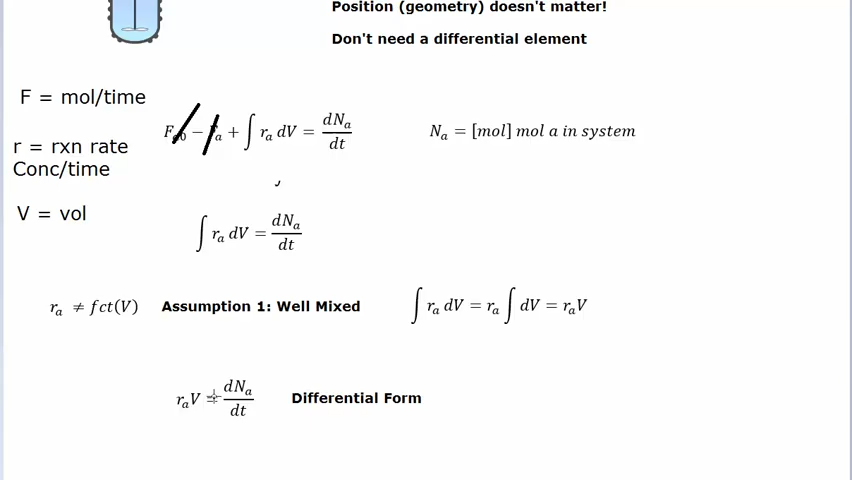 Position (geometry) doesn't matter!
Don't need a differential element
F = mol/time
F_{a0} − F_a + ∫ r_a dV = dN_a/dt
N_a = [mol] mol a in system
r = rxn rate
Conc/time
V = vol
∫ r_a dV = dN_a/dt
r_a ≠ fct(V) Assumption 1: Well Mixed ∫ r_a dV = r_a ∫ dV = r_a V
r_a V = dN_a/dt Differential Form